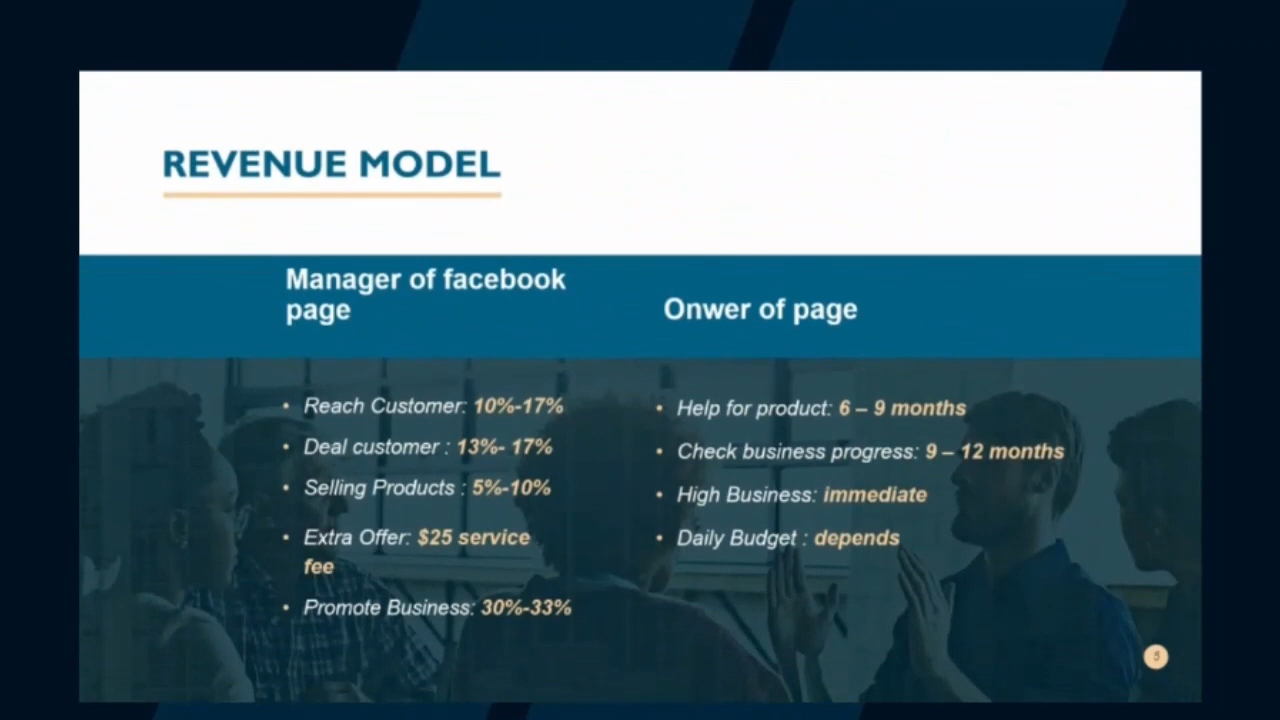 REVENUE MODEL
Manager of facebook
page
Onwer of page
• Reach Customer: 10%-17%
• Deal customer : 13%- 17%
• Selling Products : 5%-10%
• Extra Offer: $25 service
fee
• Promote Business: 30%-33%
• Help for product: 6 – 9 months
• Check business progress: 9 – 12 months
• High Business: immediate
• Daily Budget : depends
5